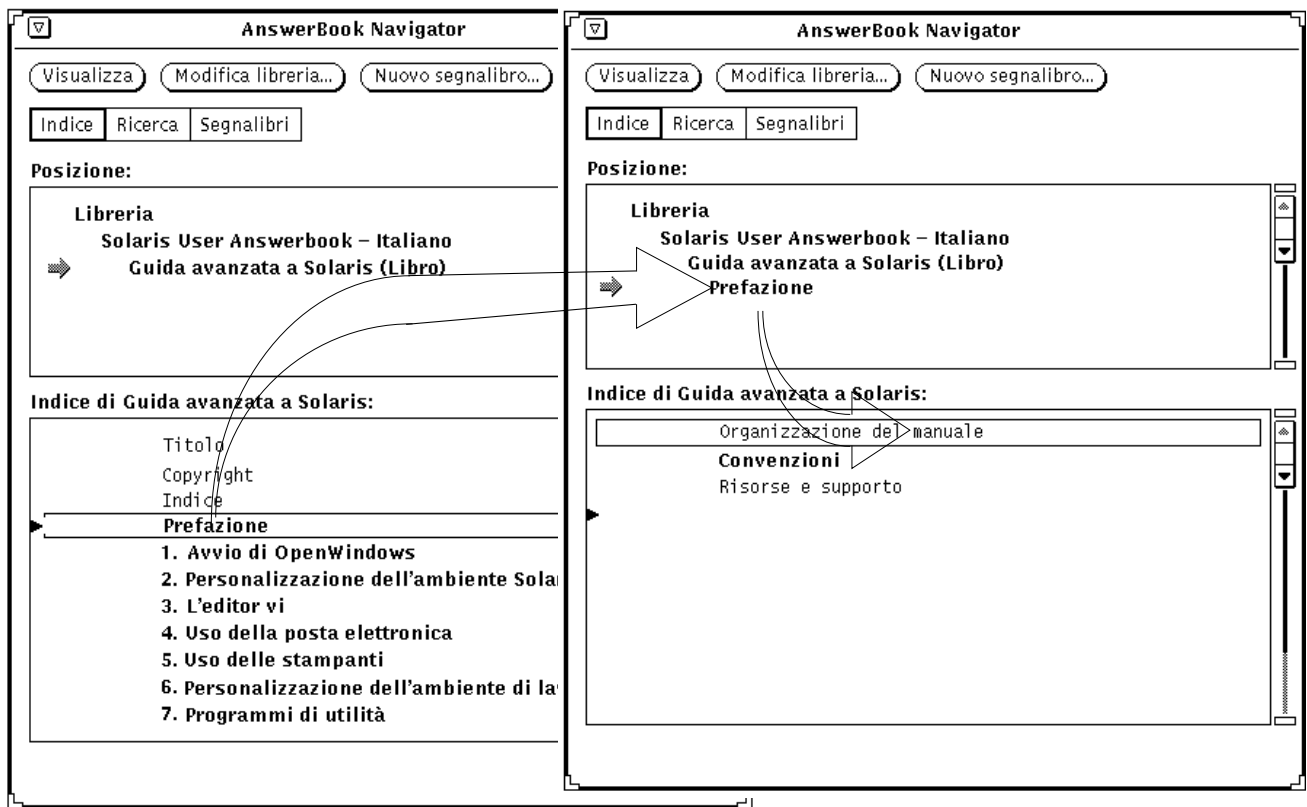 AnswerBook Navigator
Visualizza
Modifica libreria...
Nuovo segnalibro...
Indice
Ricerca
Segnalibri
Posizione:
Libreria
Solaris User Answerbook – Italiano
Guida avanzata a Solaris (Libro)
Indice di Guida avanzata a Solaris:
Titolo
Copyright
Indice
Prefazione
1. Avvio di OpenWindows
2. Personalizzazione dell'ambiente Solar
3. L'editor vi
4. Uso della posta elettronica
5. Uso delle stampanti
6. Personalizzazione dell'ambiente di la
7. Programmi di utilità
AnswerBook Navigator
Visualizza
Modifica libreria...
Nuovo segnalibro...
Indice
Ricerca
Segnalibri
Posizione:
Libreria
Solaris User Answerbook – Italiano
Guida avanzata a Solaris (Libro)
Prefazione
Indice di Guida avanzata a Solaris:
Organizzazione del manuale
Convenzioni
Risorse e supporto